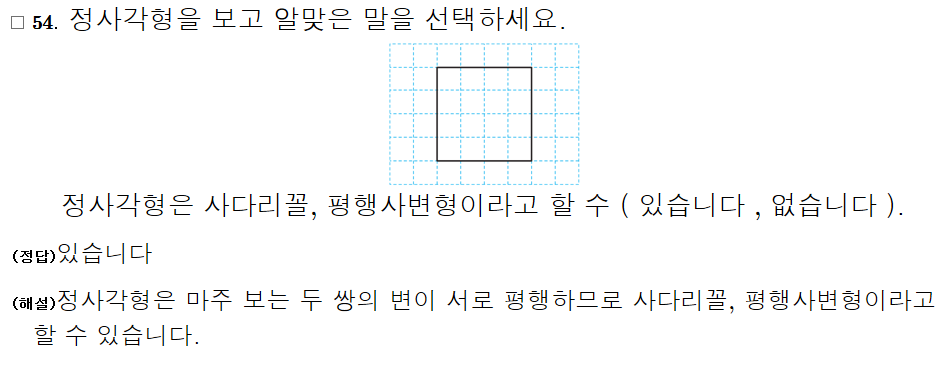 □ 54. 정사각형을 보고 알맞은 말을 선택하세요.
정사각형은 사다리꼴, 평행사변형이라고 할 수 ( 있습니다 , 없습니다 ).
(정답)있습니다
(해설)정사각형은 마주 보는 두 쌍의 변이 서로 평행하므로 사다리꼴, 평행사변형이라고
할 수 있습니다.